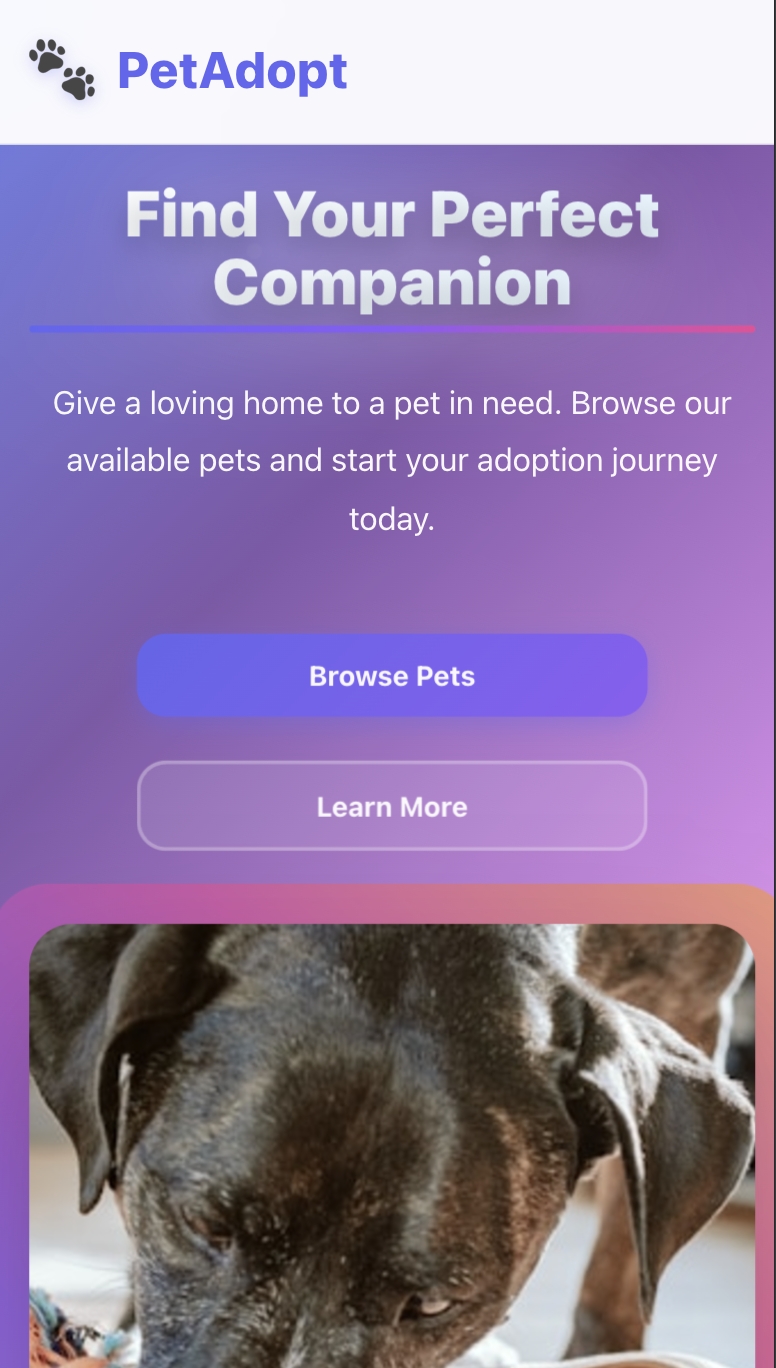 PetAdopt
Find Your Perfect
Companion
Give a loving home to a pet in need. Browse our
available pets and start your adoption journey
today.
Browse Pets
Learn More